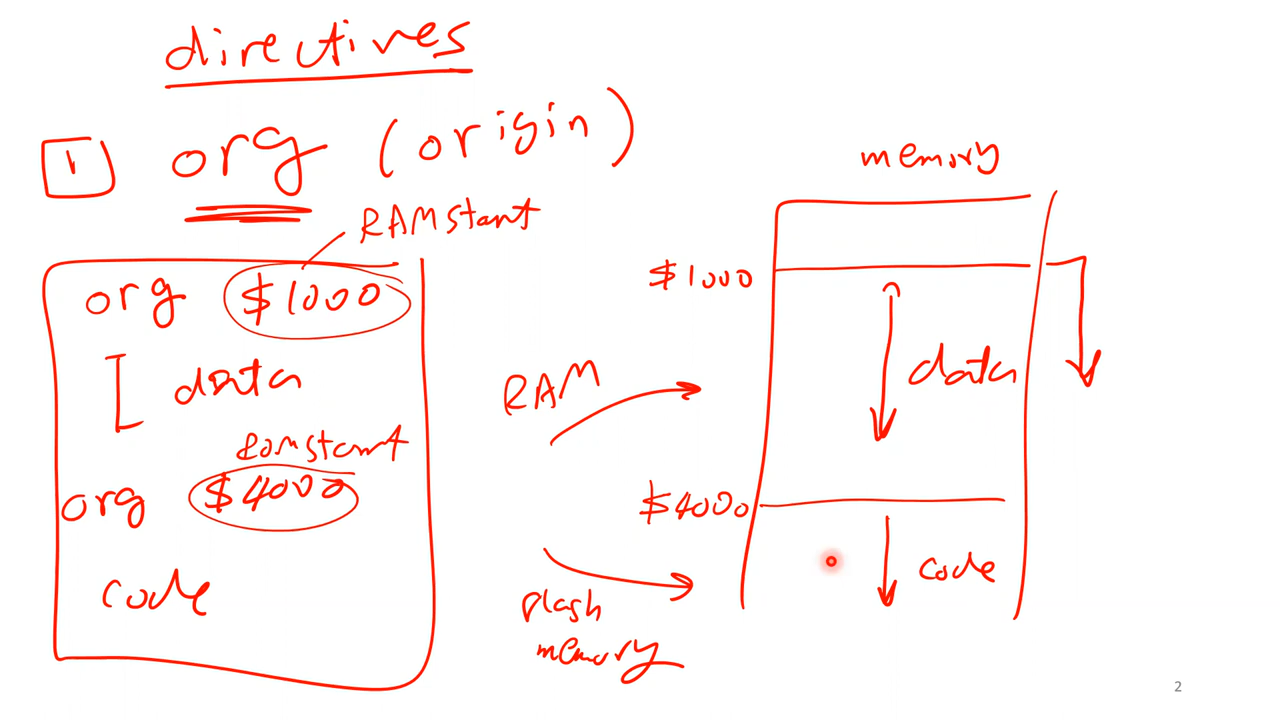 directives
1 org (origin)
RAMStart
org $1000
data
ROMStart
org $4000
code
RAM
flash
memory
memory
$1000
data
$4000
code
2